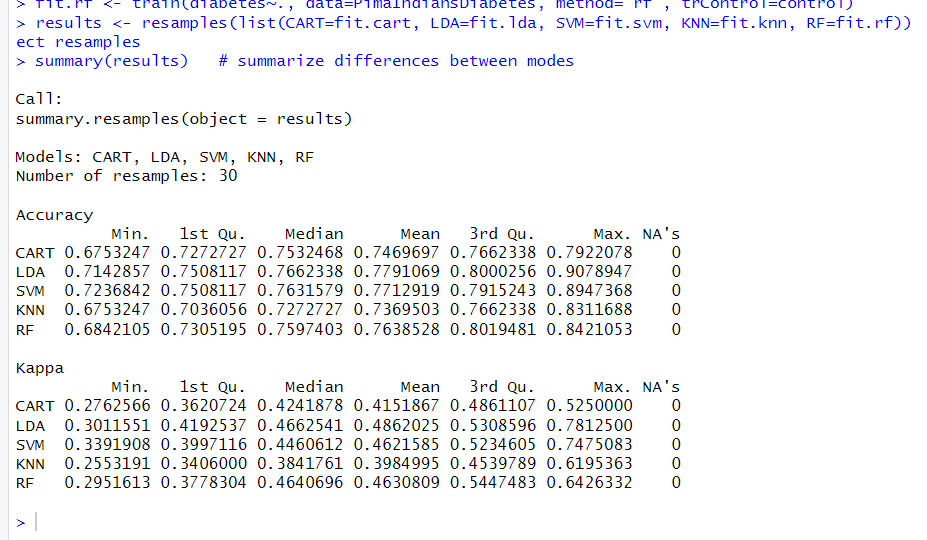 > fit.rf <- train(diabetes~., data=PimaIndiansDiabetes, method="rf", trControl=control)
> results <- resamples(list(CART=fit.cart, LDA=fit.lda, SVM=fit.svm, KNN=fit.knn, RF=fit.rf))
ect resamples
> summary(results)   # summarize differences between modes
Call:
summary.resamples(object = results)
Models: CART, LDA, SVM, KNN, RF
Number of resamples: 30
Accuracy
Min. 1st Qu. Median Mean 3rd Qu. Max. NA's
CART 0.6753247 0.7272727 0.7532468 0.7469697 0.7662338 0.7922078 0
LDA 0.7142857 0.7508117 0.7662338 0.7791069 0.8000256 0.9078947 0
SVM 0.7236842 0.7508117 0.7631579 0.7712919 0.7915243 0.8947368 0
KNN 0.6753247 0.7036056 0.7272727 0.7369503 0.7662338 0.8311688 0
RF 0.6842105 0.7305195 0.7597403 0.7638528 0.8019481 0.8421053 0
Kappa
Min. 1st Qu. Median Mean 3rd Qu. Max. NA's
CART 0.2762566 0.3620724 0.4241878 0.4151867 0.4861107 0.5250000 0
LDA 0.3011551 0.4192537 0.4662541 0.4862025 0.5308596 0.7812500 0
SVM 0.3391908 0.3997116 0.4460612 0.4621585 0.5234605 0.7475083 0
KNN 0.2553191 0.3406000 0.3841761 0.3984995 0.4539789 0.6195363 0
RF 0.2951613 0.3778304 0.4640696 0.4630809 0.5447483 0.6426332 0
>